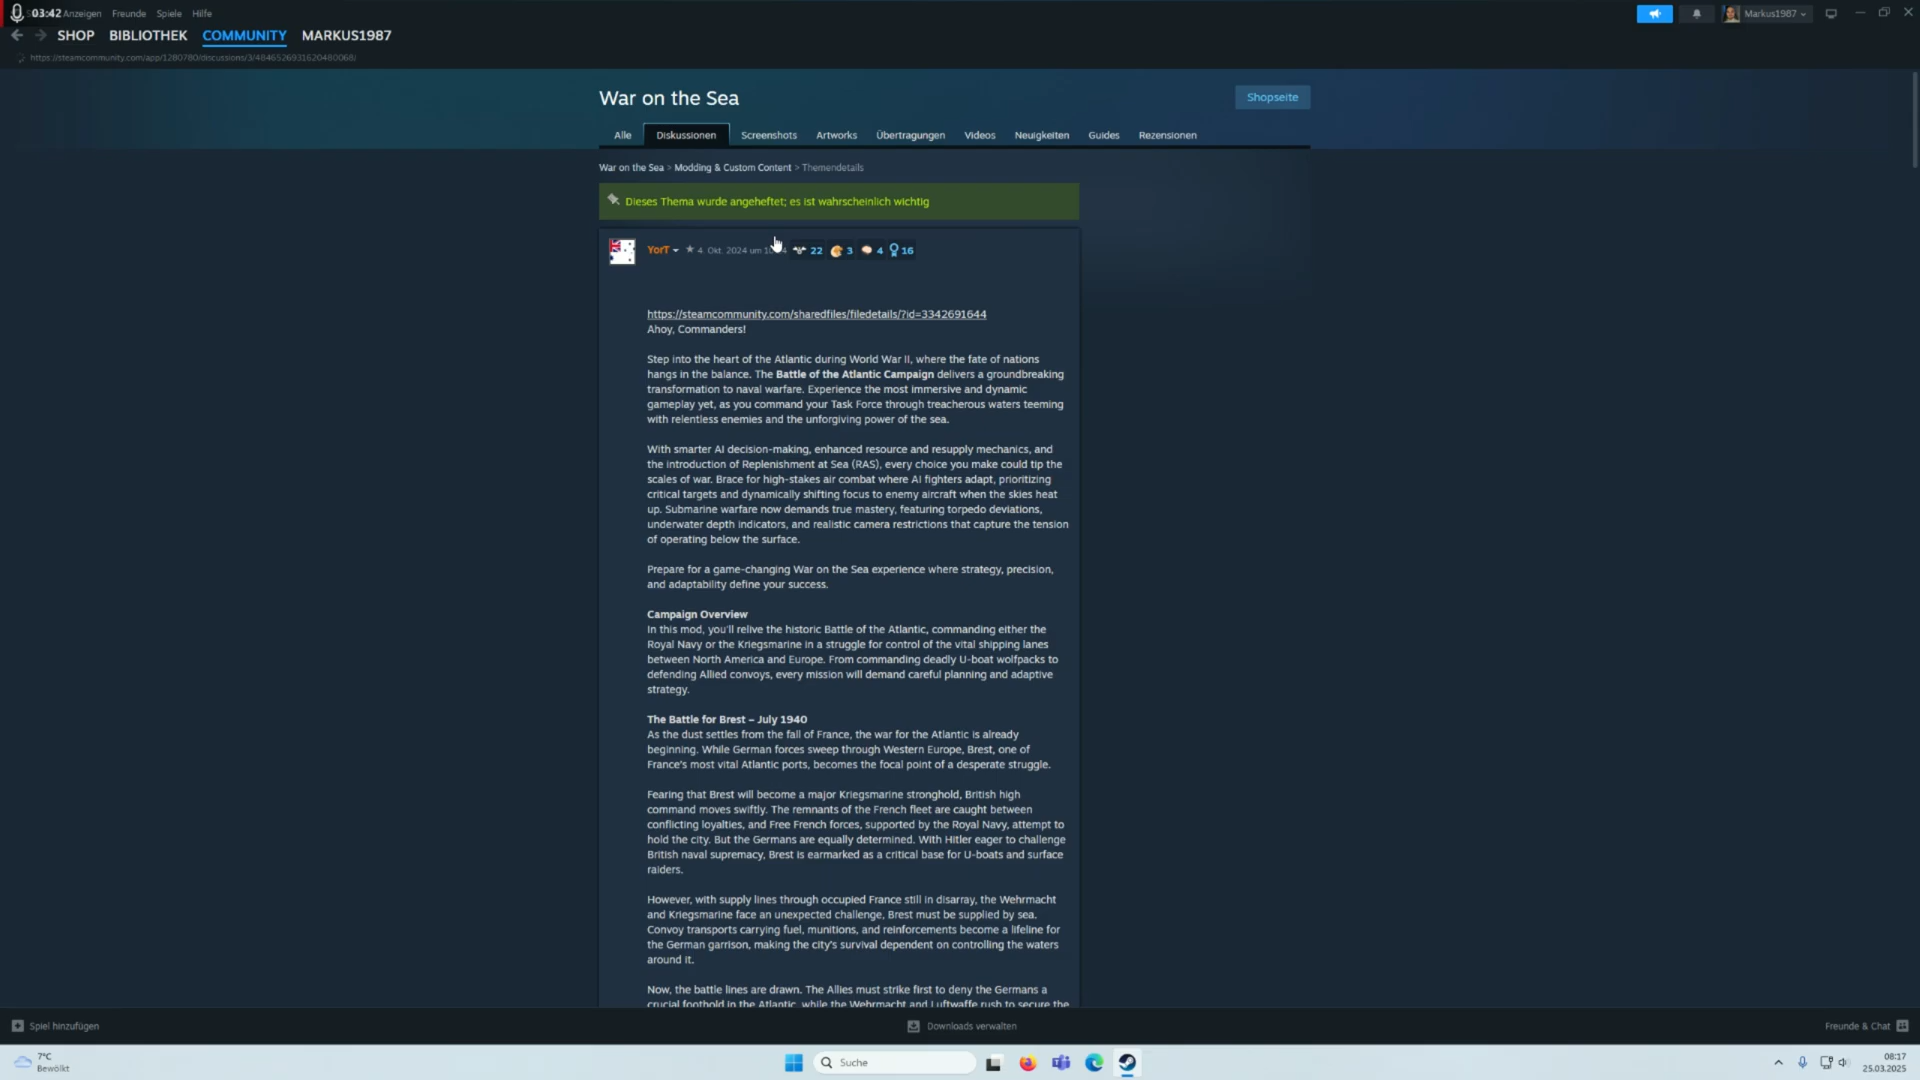 03:42 Anzeigen Freunde Spiele Hilfe
Markus1987
SHOP BIBLIOTHEK COMMUNITY MARKUS1987
https://steamcommunity.com/app/1280780/discussions/3/4846526931620480068/
War on the Sea
Shopseite
Alle Diskussionen Screenshots Artworks Übertragungen Videos Neuigkeiten Guides Rezensionen
War on the Sea > Modding & Custom Content > Themendetails
Dieses Thema wurde angeheftet; es ist wahrscheinlich wichtig
YorT 4. Okt. 2024 um 22 3 4 16
https://steamcommunity.com/sharedfiles/filedetails/?id=3342691644
Ahoy, Commanders!
Step into the heart of the Atlantic during World War II, where the fate of nations
hangs in the balance. The Battle of the Atlantic Campaign delivers a groundbreaking
transformation to naval warfare. Experience the most immersive and dynamic
gameplay yet, as you command your Task Force through treacherous waters teeming
with relentless enemies and the unforgiving power of the sea.
With smarter AI decision-making, enhanced resource and resupply mechanics, and
the introduction of Replenishment at Sea (RAS), every choice you make could tip the
scales of war. Brace for high-stakes air combat where AI fighters adapt, prioritizing
critical targets and dynamically shifting focus to enemy aircraft when the skies heat
up. Submarine warfare now demands true mastery, featuring torpedo deviations,
underwater depth indicators, and realistic camera restrictions that capture the tension
of operating below the surface.
Prepare for a game-changing War on the Sea experience where strategy, precision,
and adaptability define your success.
Campaign Overview
In this mod, you'll relive the historic Battle of the Atlantic, commanding either the
Royal Navy or the Kriegsmarine in a struggle for control of the vital shipping lanes
between North America and Europe. From commanding deadly U-boat wolfpacks to
defending Allied convoys, every mission will demand careful planning and adaptive
strategy.
The Battle for Brest – July 1940
As the dust settles from the fall of France, the war for the Atlantic is already
beginning. While German forces sweep through Western Europe, Brest, one of
France's most vital Atlantic ports, becomes the focal point of a desperate struggle.
Fearing that Brest will become a major Kriegsmarine stronghold, British high
command moves swiftly. The remnants of the French fleet are caught between
conflicting loyalties, and Free French forces, supported by the Royal Navy, attempt to
hold the city. But the Germans are equally determined. With Hitler eager to challenge
British naval supremacy, Brest is earmarked as a critical base for U-boats and surface
raiders.
However, with supply lines through occupied France still in disarray, the Wehrmacht
and Kriegsmarine face an unexpected challenge, Brest must be supplied by sea.
Convoy transports carrying fuel, munitions, and reinforcements become a lifeline for
the German garrison, making the city's survival dependent on controlling the waters
around it.
Now, the battle lines are drawn. The Allies must strike first to deny the Germans a
crucial foothold in the Atlantic, while the Wehrmacht and Luftwaffe rush to secure the
Spiel hinzufügen
Downloads verwalten
Freunde & Chat
7°C
Bewölkt
Suche
08:17
25.03.2025